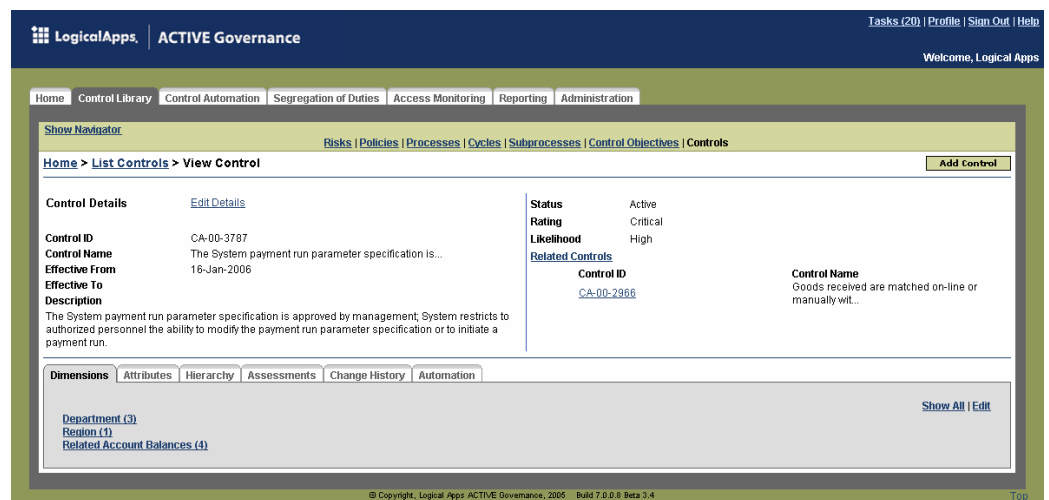 Tasks (20) | Profile | Sign Out | Help
LogicalApps. ACTIVE Governance
Welcome, Logical Apps
Home Control Library Control Automation Segregation of Duties Access Monitoring Reporting Administration
Show Navigator
Risks | Policies | Processes | Cycles | Subprocesses | Control Objectives | Controls
Home > List Controls > View Control
Add Control
Control Details Edit Details
Control ID CA-00-3787
Control Name The System payment run parameter specification is...
Effective From 16-Jan-2006
Effective To
Description
The System payment run parameter specification is approved by management; System restricts to
authorized personnel the ability to modify the payment run parameter specification or to initiate a
payment run.
Status Active
Rating Critical
Likelihood High
Related Controls
Control ID Control Name
CA-00-2966 Goods received are matched on-line or
manually wit...
Dimensions Attributes Hierarchy Assessments Change History Automation
Show All | Edit
Department (3)
Region (1)
Related Account Balances (4)
© Copyright, Logical Apps ACTIVE Governance, 2005 Build 7.0.0.8 Beta 3.4
Top